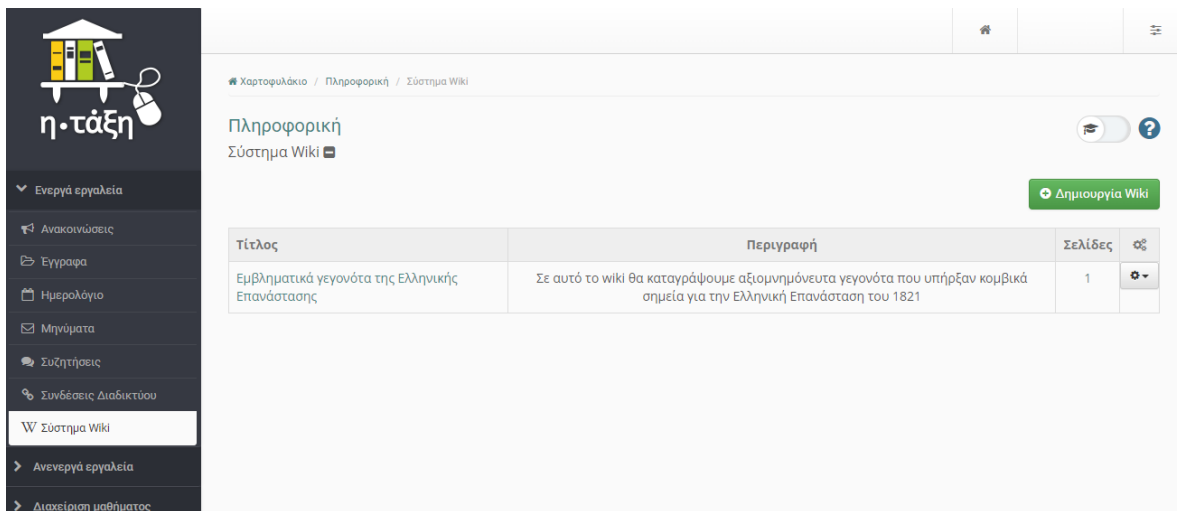 η•τάξη
Χαρτοφυλάκιο / Πληροφορική / Σύστημα Wiki
Πληροφορική
Σύστημα Wiki
Δημιουργία Wiki
Τίτλος Περιγραφή Σελίδες
Εμβληματικά γεγονότα της Ελληνικής
Επανάστασης
Σε αυτό το wiki θα καταγράψουμε αξιομνημόνευτα γεγονότα που υπήρξαν κομβικά
σημεία για την Ελληνική Επανάσταση του 1821
1
Ενεργά εργαλεία
Ανακοινώσεις
Έγγραφα
Ημερολόγιο
Μηνύματα
Συζητήσεις
Συνδέσεις Διαδικτύου
W Σύστημα Wiki
Ανενεργά εργαλεία
Διαχείριση μαθήματος